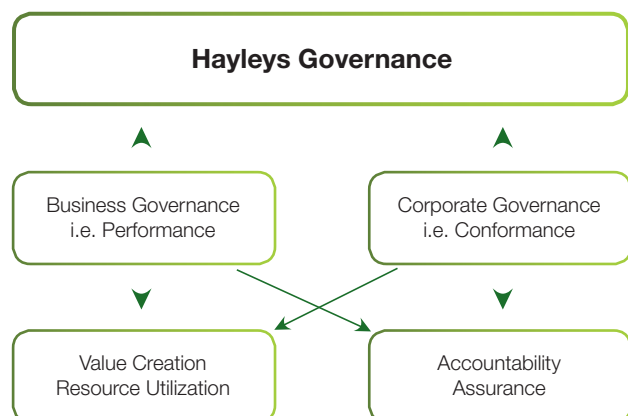 Hayleys Governance
Business Governance
i.e. Performance
Corporate Governance
i.e. Conformance
Value Creation
Resource Utilization
Accountability
Assurance